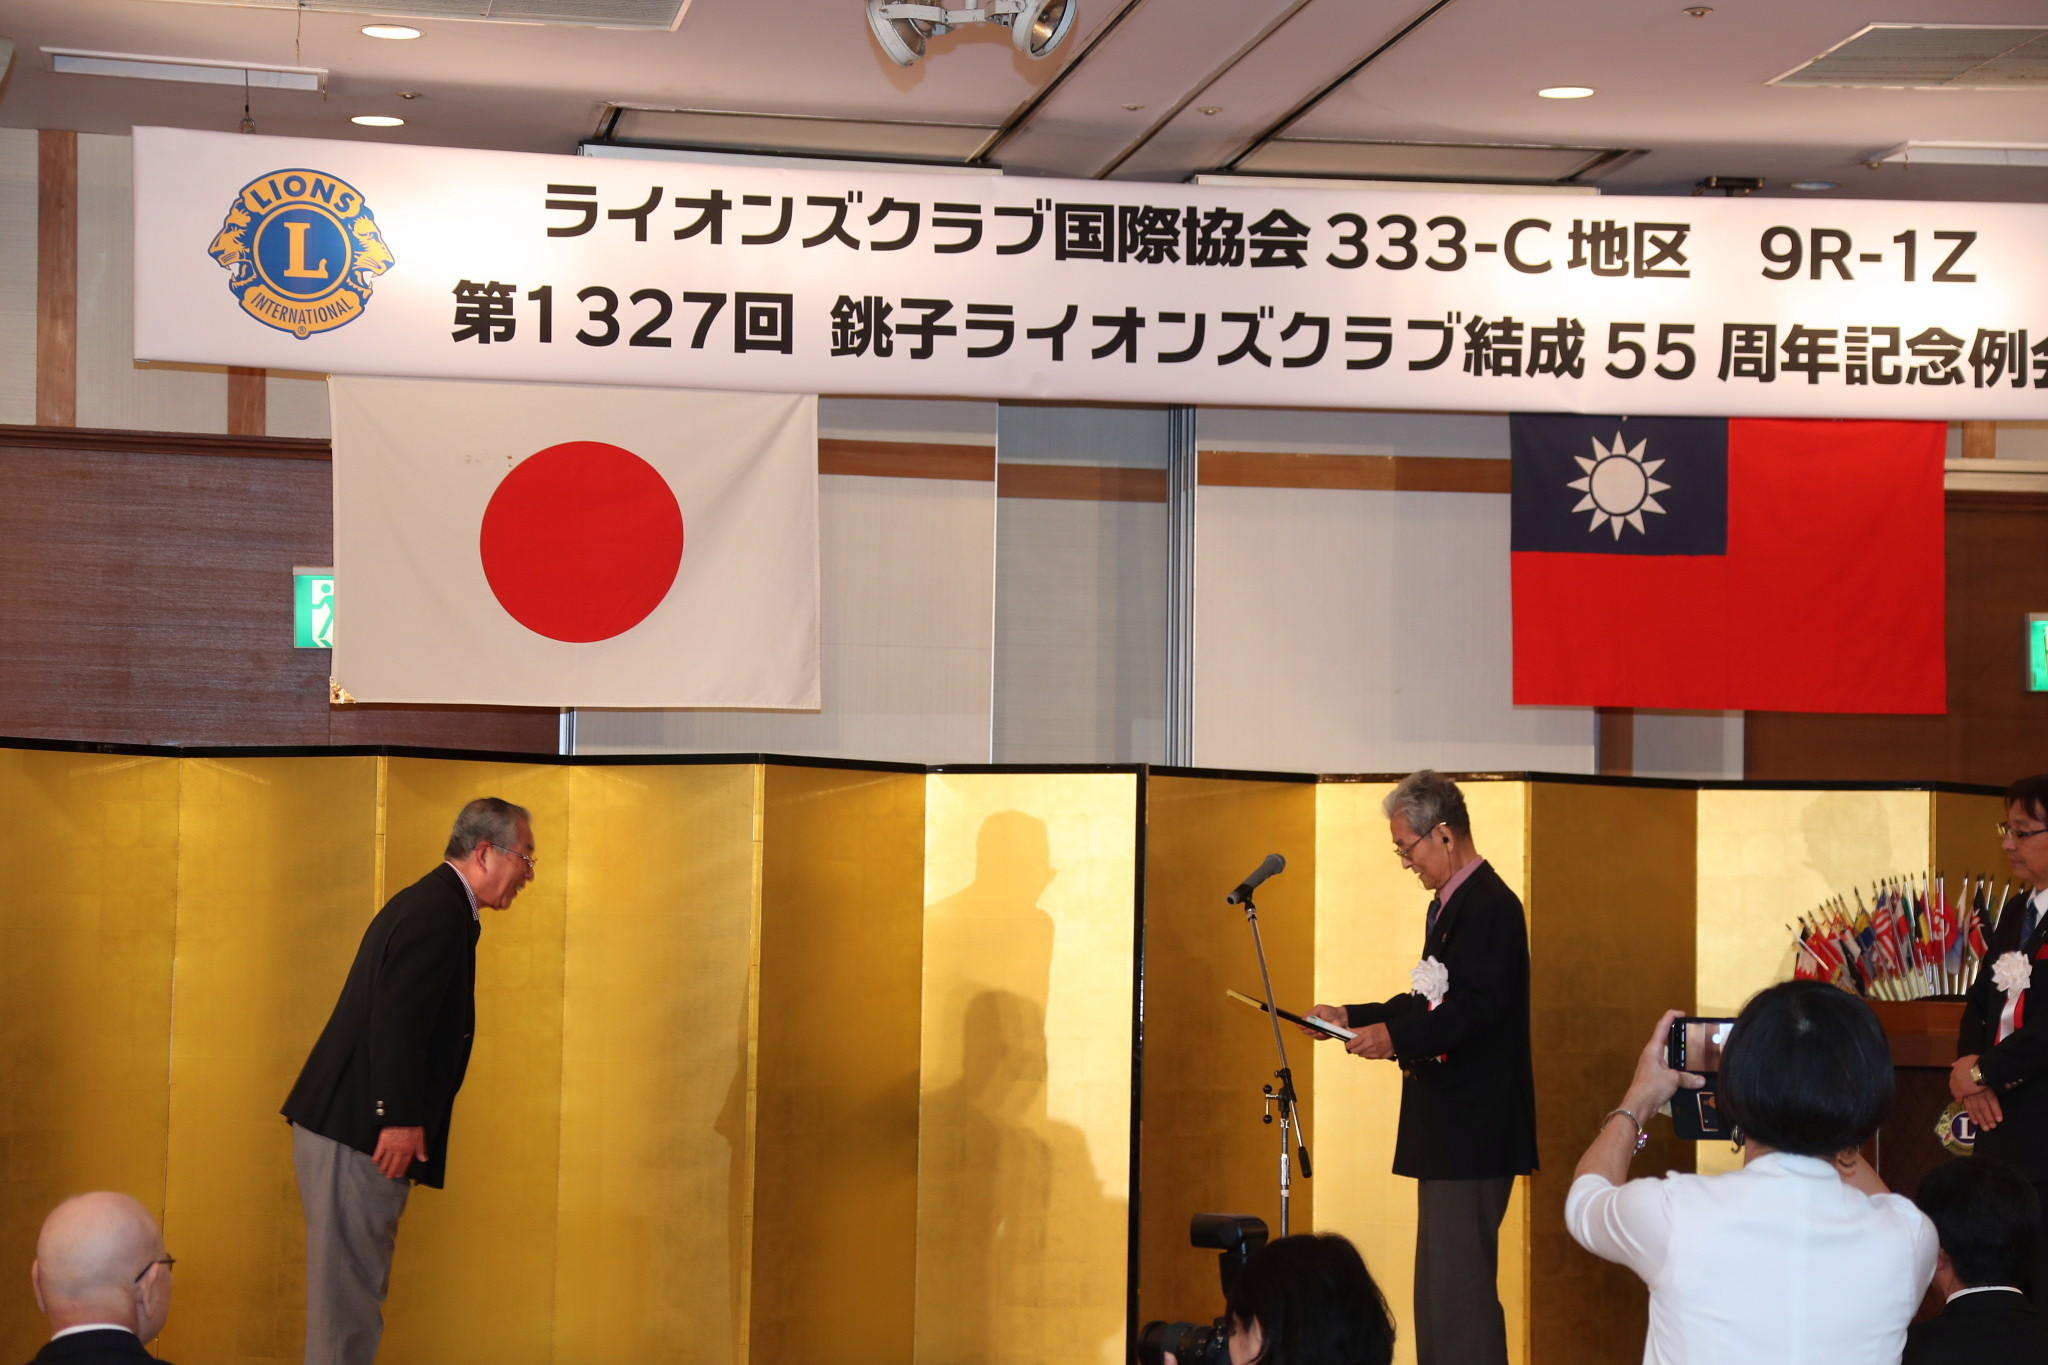 LIONS
L
INTERNATIONAL
®
ライオンズクラブ国際協会 333-C 地区　9R-1Z
第1327回 銚子ライオンズクラブ結成 55 周年記念例会
L